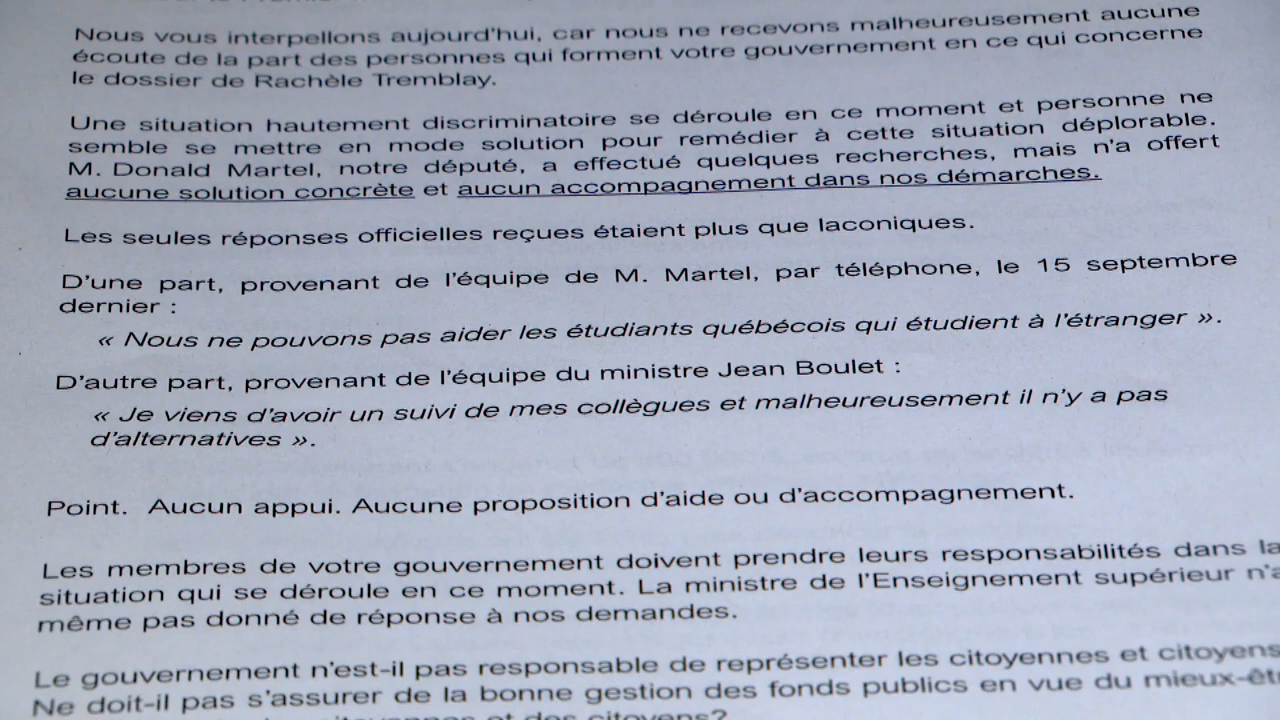 Nous vous interpellons aujourd'hui, car nous ne recevons malheureusement aucune
écoute de la part des personnes qui forment votre gouvernement en ce qui concerne
le dossier de Rachèle Tremblay.
Une situation hautement discriminatoire se déroule en ce moment et personne ne
semble se mettre en mode solution pour remédier à cette situation déplorable.
M. Donald Martel, notre député, a effectué quelques recherches, mais n'a offert
aucune solution concrète et aucun accompagnement dans nos démarches.
Les seules réponses officielles reçues étaient plus que laconiques.
D'une part, provenant de l'équipe de M. Martel, par téléphone, le 15 septembre
dernier :
« Nous ne pouvons pas aider les étudiants québécois qui étudient à l'étranger ».
D'autre part, provenant de l'équipe du ministre Jean Boulet :
« Je viens d'avoir un suivi de mes collègues et malheureusement il n'y a pas
d'alternatives ».
Point. Aucun appui. Aucune proposition d'aide ou d'accompagnement.
Les membres de votre gouvernement doivent prendre leurs responsabilités dans la
situation qui se déroule en ce moment. La ministre de l'Enseignement supérieur n'a
même pas donné de réponse à nos demandes.
Le gouvernement n'est-il pas responsable de représenter les citoyennes et citoyens
Ne doit-il pas s'assurer de la bonne gestion des fonds publics en vue du mieux-êt
et des citoyens?